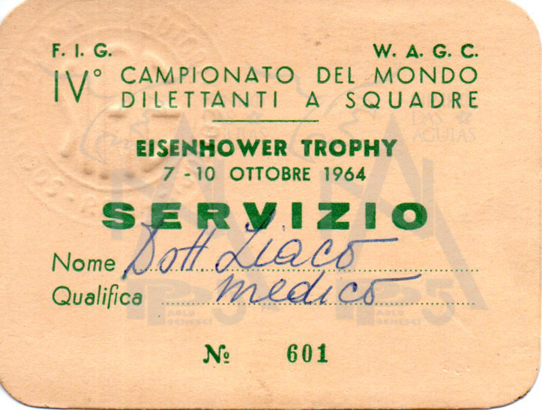 F. I. G. W. A. G. C.
IV° CAMPIONATO DEL MONDO
DILETTANTI A SQUADRE
EISENHOWER TROPHY
7 - 10 OTTOBRE 1964
SERVIZIO
Nome Dott. Ziaco
Qualifica medico
№ 601